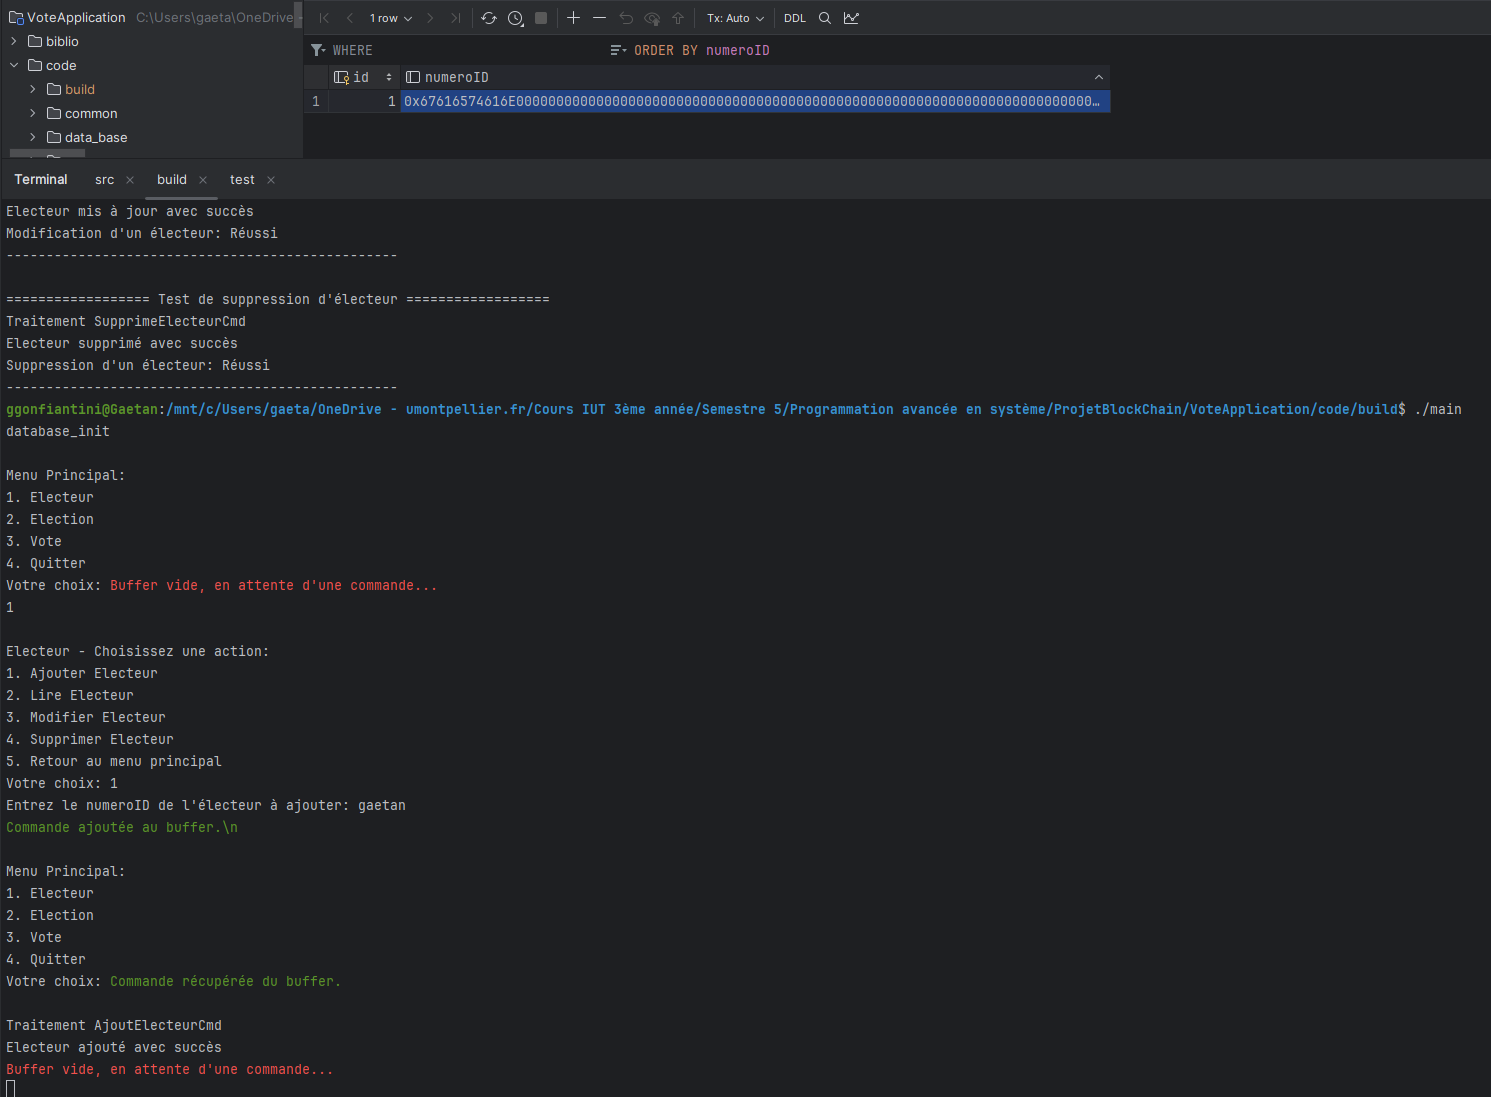 VoteApplication C:\Users\gaeta\OneDrive
biblio
code
build
common
data_base
1 row
Tx: Auto
DDL
WHERE
ORDER BY numeroID
id numeroID
1 1
Terminal src build test
Electeur mis à jour avec succès
Modification d'un électeur: Réussi
-------------------------------------------------
================== Test de suppression d'électeur ==================
Traitement SupprimeElecteurCmd
Electeur supprimé avec succès
Suppression d'un électeur: Réussi
-------------------------------------------------
ggonfiantini@Gaetan:/mnt/c/Users/gaeta/OneDrive - umontpellier.fr/Cours IUT 3ème année/Semestre 5/Programmation avancée en système/ProjetBlockChain/VoteApplication/code/build$ ./main
database_init
Menu Principal:
1. Electeur
2. Election
3. Vote
4. Quitter
Votre choix: Buffer vide, en attente d'une commande...
1
Electeur - Choisissez une action:
1. Ajouter Electeur
2. Lire Electeur
3. Modifier Electeur
4. Supprimer Electeur
5. Retour au menu principal
Votre choix: 1
Entrez le numeroID de l'électeur à ajouter: gaetan
Commande ajoutée au buffer.\n
Menu Principal:
1. Electeur
2. Election
3. Vote
4. Quitter
Votre choix: Commande récupérée du buffer.
Traitement AjoutElecteurCmd
Electeur ajouté avec succès
Buffer vide, en attente d'une commande...